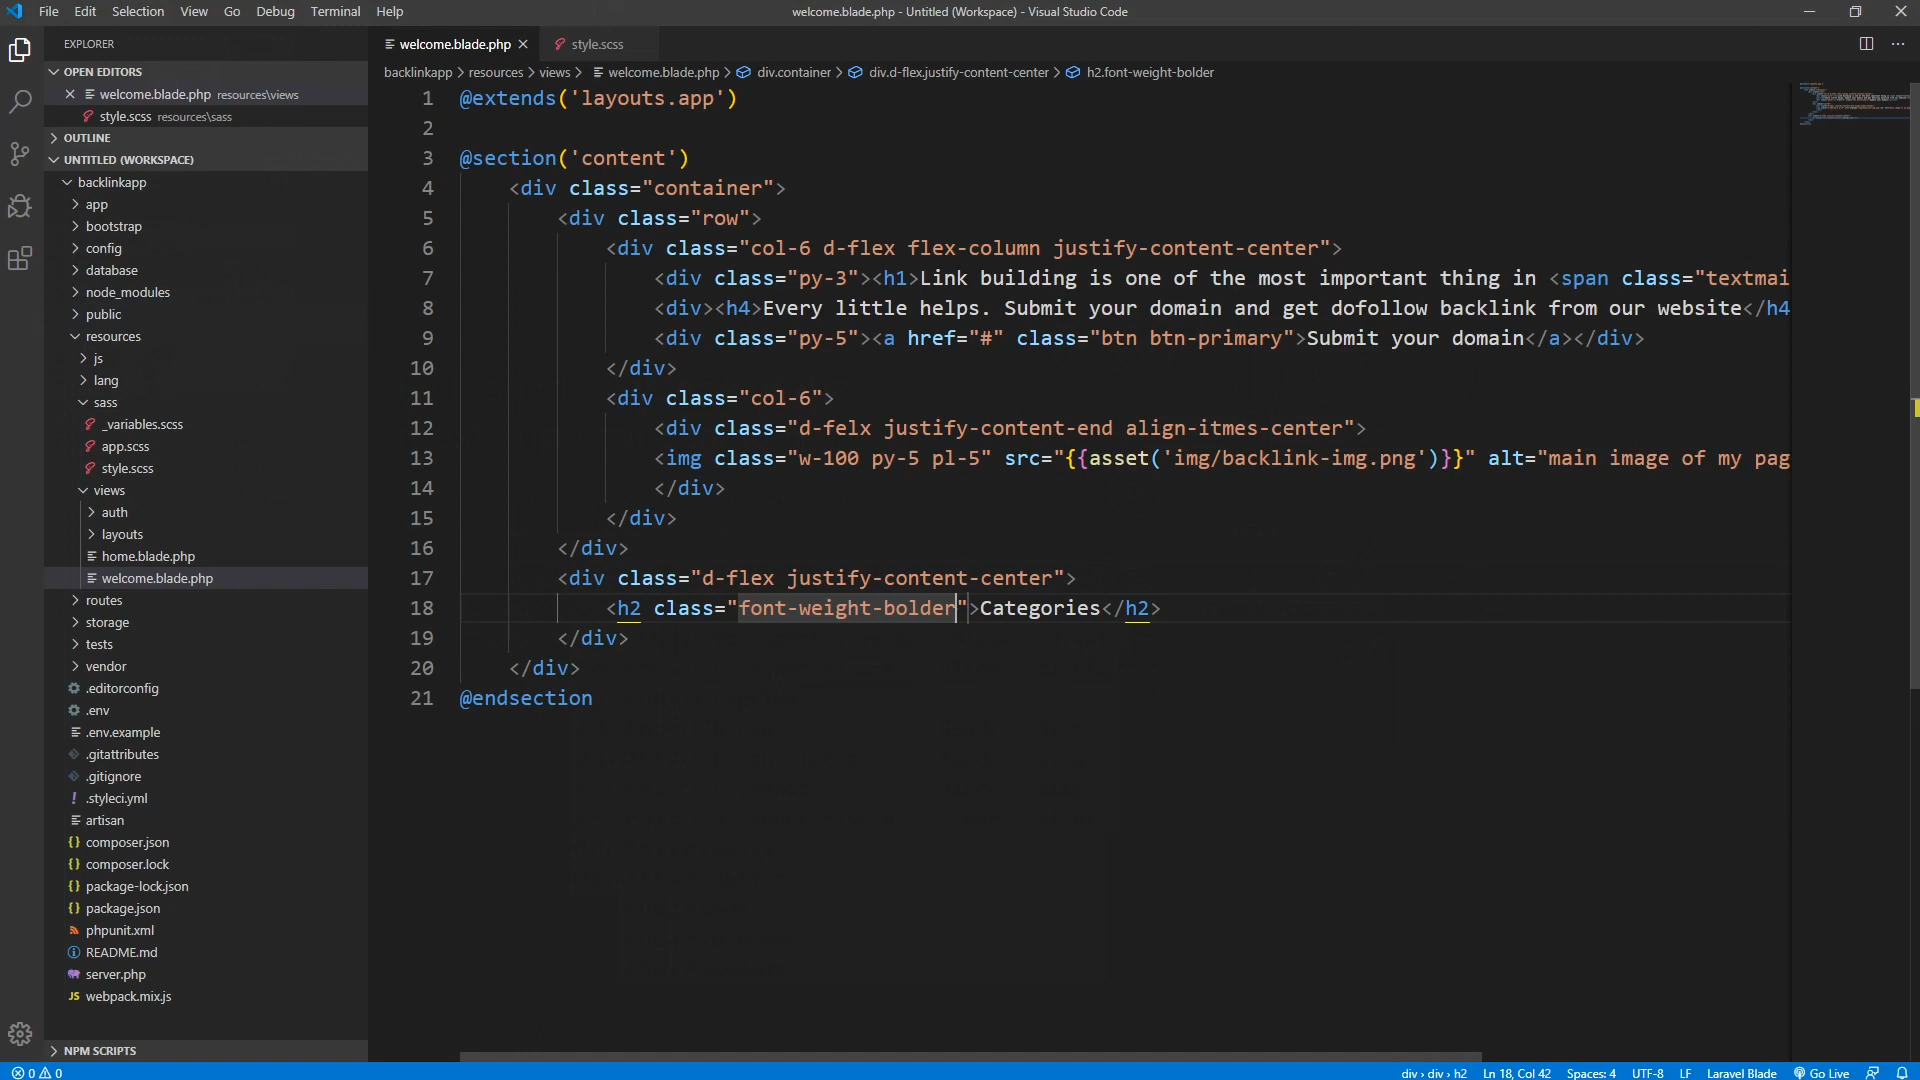 File Edit Selection View Go Debug Terminal Help
welcome.blade.php - Untitled (Workspace) - Visual Studio Code
EXPLORER
OPEN EDITORS
welcome.blade.php resources\views
style.scss resources\sass
OUTLINE
UNTITLED (WORKSPACE)
backlinkapp
app
bootstrap
config
database
node_modules
public
resources
js
lang
sass
_variables.scss
app.scss
style.scss
views
auth
layouts
home.blade.php
welcome.blade.php
routes
storage
tests
vendor
.editorconfig
.env
.env.example
.gitattributes
.gitignore
.styleci.yml
artisan
composer.json
composer.lock
package-lock.json
package.json
phpunit.xml
README.md
server.php
webpack.mix.js
NPM SCRIPTS
welcome.blade.php style.scss
backlinkapp > resources > views > welcome.blade.php > div.container > div.d-flex.justify-content-center > h2.font-weight-bolder
1 @extends('layouts.app')
2
3 @section('content')
4 <div class="container">
5 <div class="row">
6 <div class="col-6 d-flex flex-column justify-content-center">
7 <div class="py-3"><h1>Link building is one of the most important thing in <span class="textmai
8 <div><h4>Every little helps. Submit your domain and get dofollow backlink from our website</h4
9 <div class="py-5"><a href="#" class="btn btn-primary">Submit your domain</a></div>
10 </div>
11 <div class="col-6">
12 <div class="d-felx justify-content-end align-itmes-center">
13 <img class="w-100 py-5 pl-5" src="{{asset('img/backlink-img.png')}}" alt="main image of my pag
14 </div>
15 </div>
16 </div>
17 <div class="d-flex justify-content-center">
18 <h2 class="font-weight-bolder">Categories</h2>
19 </div>
20 </div>
21 @endsection
0 0
div › div › h2 Ln 18, Col 42 Spaces: 4 UTF-8 LF Laravel Blade Go Live